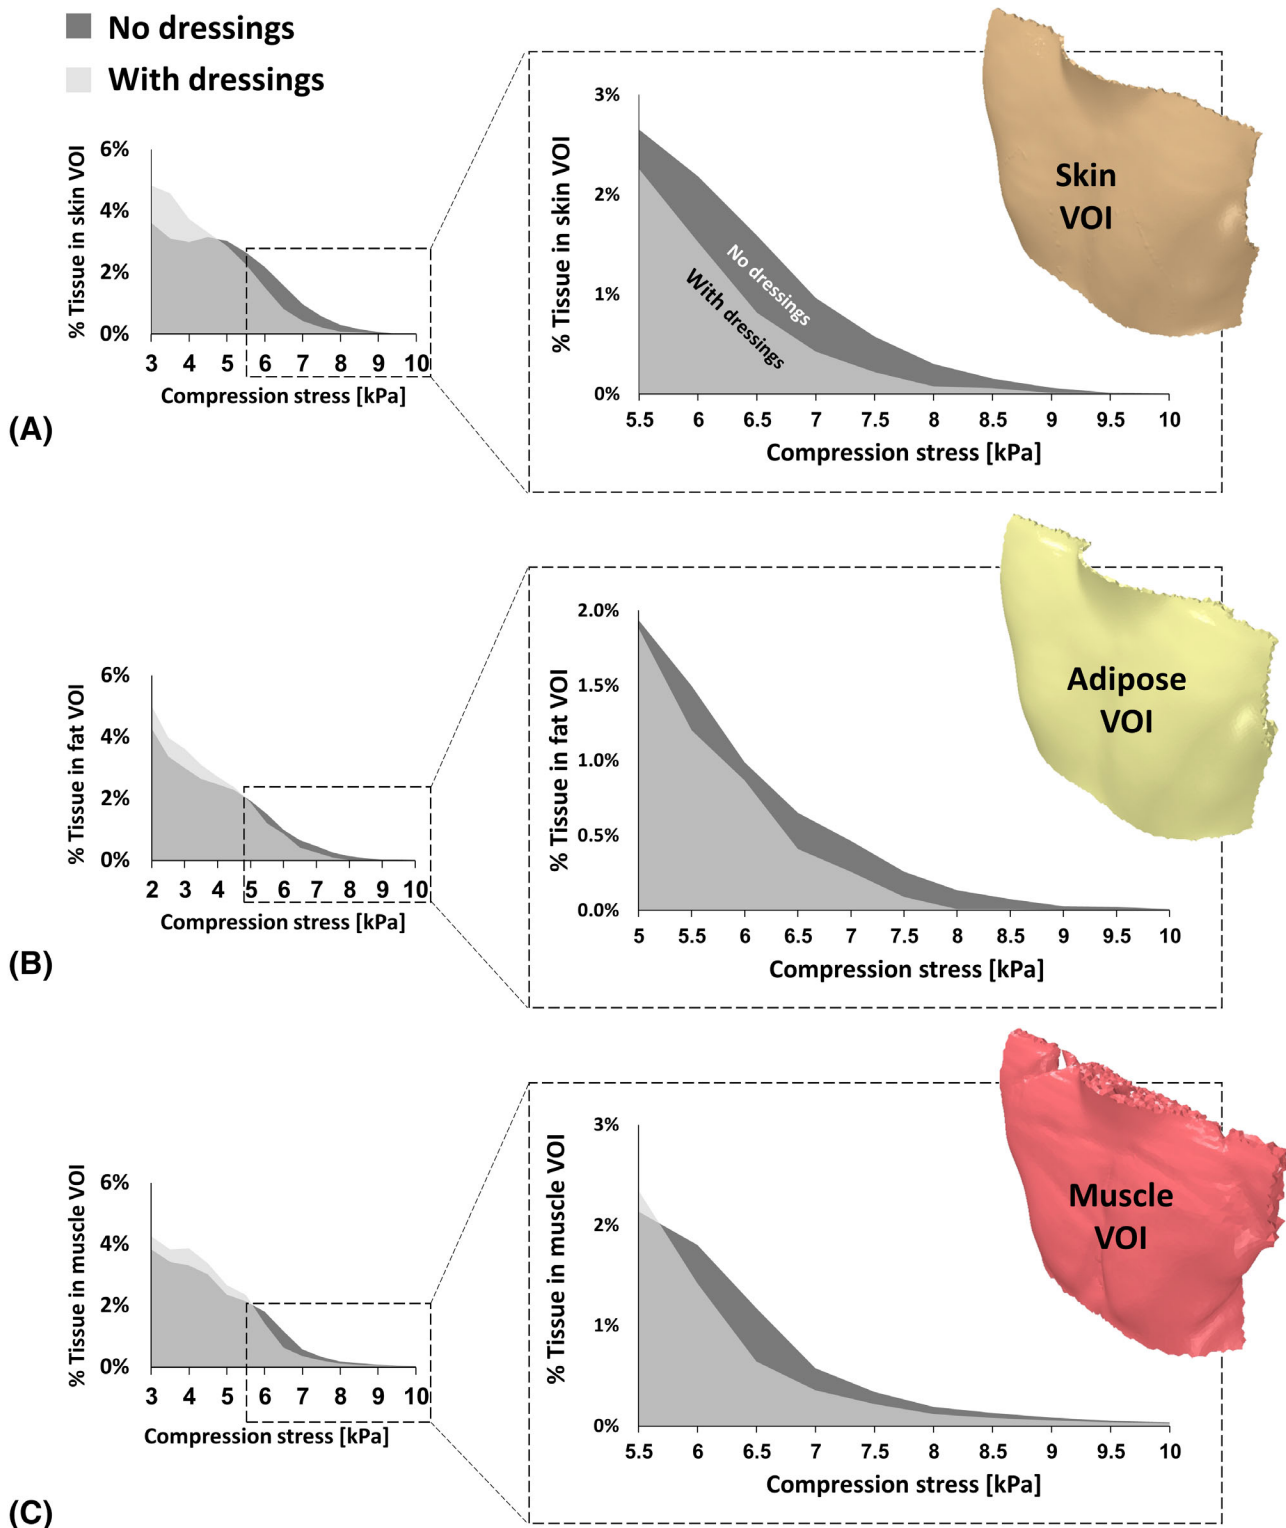 No dressings
With dressings
% Tissue in skin VOI
6%
4%
2%
0%
3 4 5 6 7 8 9 10
Compression stress [kPa]
% Tissue in skin VOI
3%
2%
1%
0%
No dressings
With dressings
5.5 6 6.5 7 7.5 8 8.5 9 9.5 10
Compression stress [kPa]
Skin
VOI
(A)
% Tissue in fat VOI
6%
4%
2%
0%
2 3 4 5 6 7 8 9 10
Compression stress [kPa]
% Tissue in fat VOI
2.0%
1.5%
1.0%
0.5%
0.0%
5 5.5 6 6.5 7 7.5 8 8.5 9 9.5 10
Compression stress [kPa]
Adipose
VOI
(B)
% Tissue in muscle VOI
6%
4%
2%
0%
3 4 5 6 7 8 9 10
Compression stress [kPa]
% Tissue in muscle VOI
3%
2%
1%
0%
5.5 6 6.5 7 7.5 8 8.5 9 9.5 10
Compression stress [kPa]
Muscle
VOI
(C)